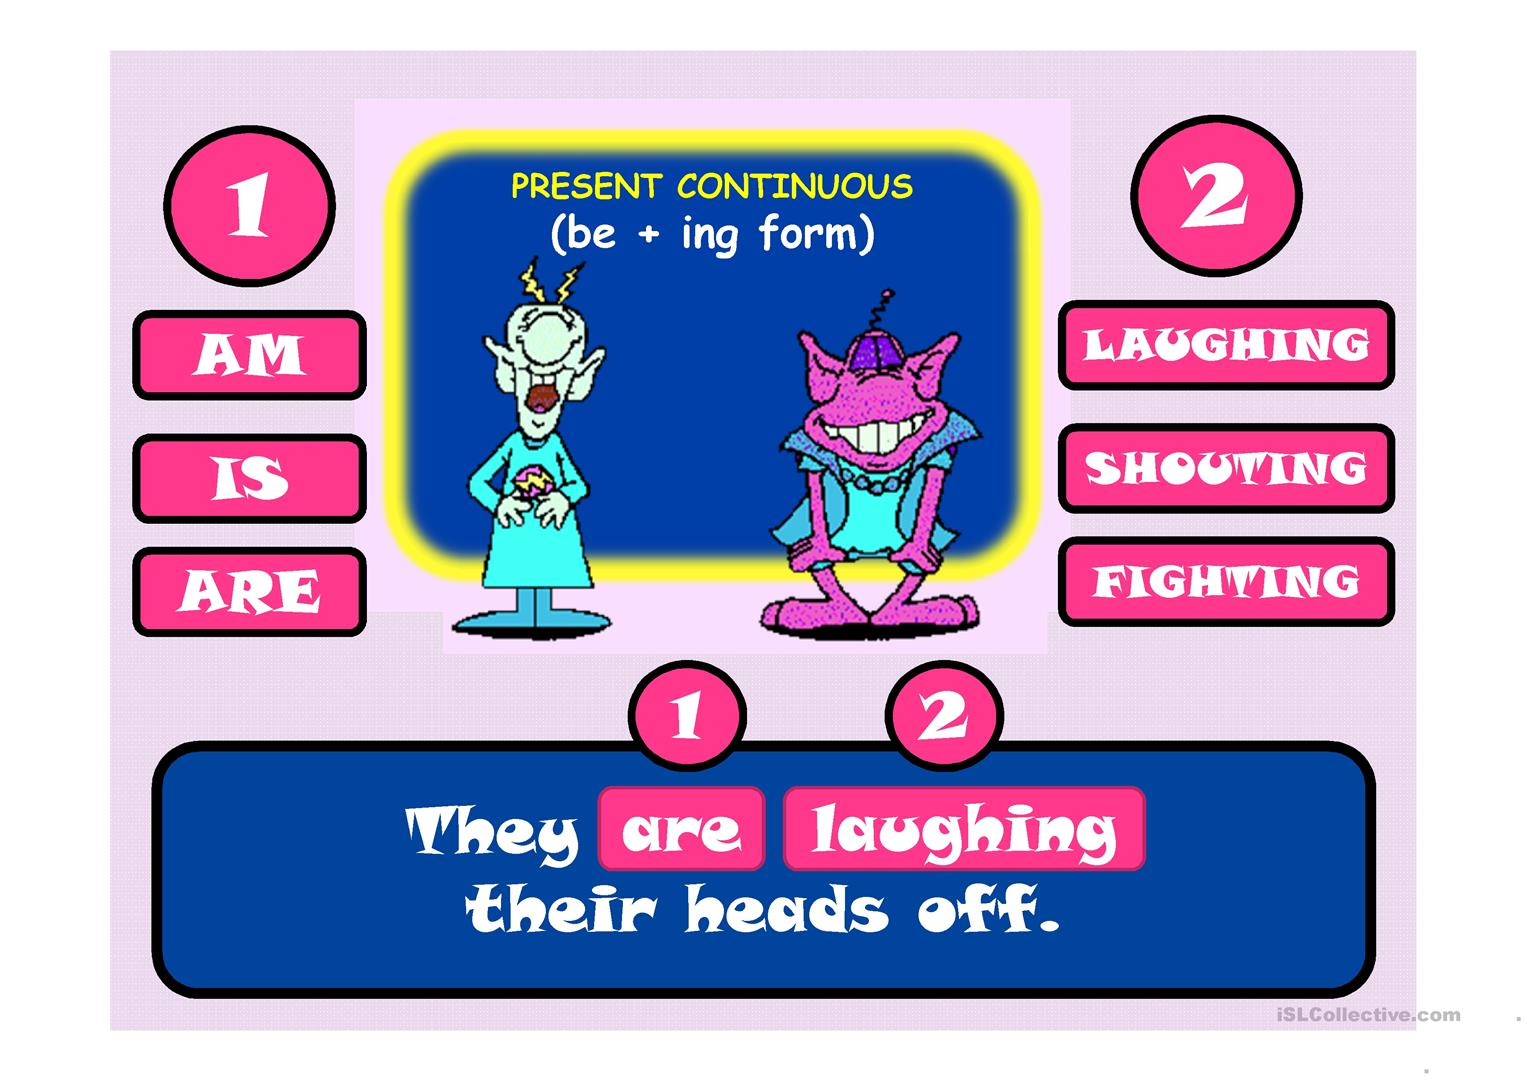 1
2
PRESENT CONTINUOUS
(be + ing form)
AM
IS
ARE
LAUGHING
SHOUTING
FIGHTING
1
2
They are laughing
their heads off.
iSLCollective.com